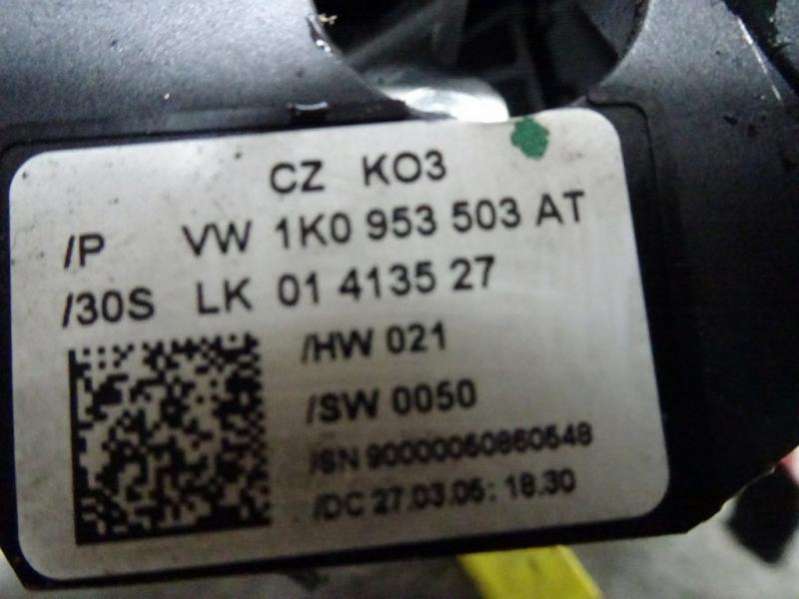 CZ KO3
/P VW 1K0 953 503 AT
/30S LK 01 4135 27
/HW 021
/SW 0050
/SN 90000050860548
/DC 27.03.05: 18.30